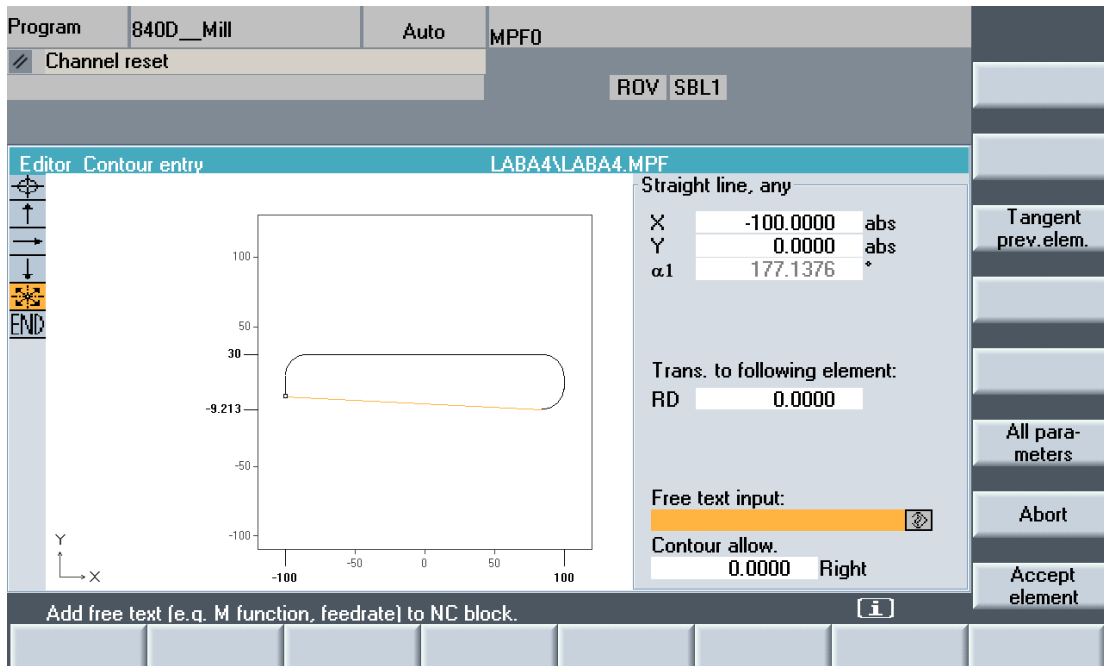 Program 840D__Mill Auto MPF0
Channel reset
ROV SBL1
Editor Contour entry LABA4\LABA4.MPF
Straight line, any
X -100.0000 abs
Y 0.0000 abs
α1 177.1376 °
Trans. to following element:
RD 0.0000
Free text input:
Contour allow.
0.0000 Right
END
100
50
30
-9.213
-50
-100
Y
X
-100 -50 0 50 100
Add free text (e.g. M function, feedrate) to NC block.
i
Tangent
prev.elem.
All para-
meters
Abort
Accept
element